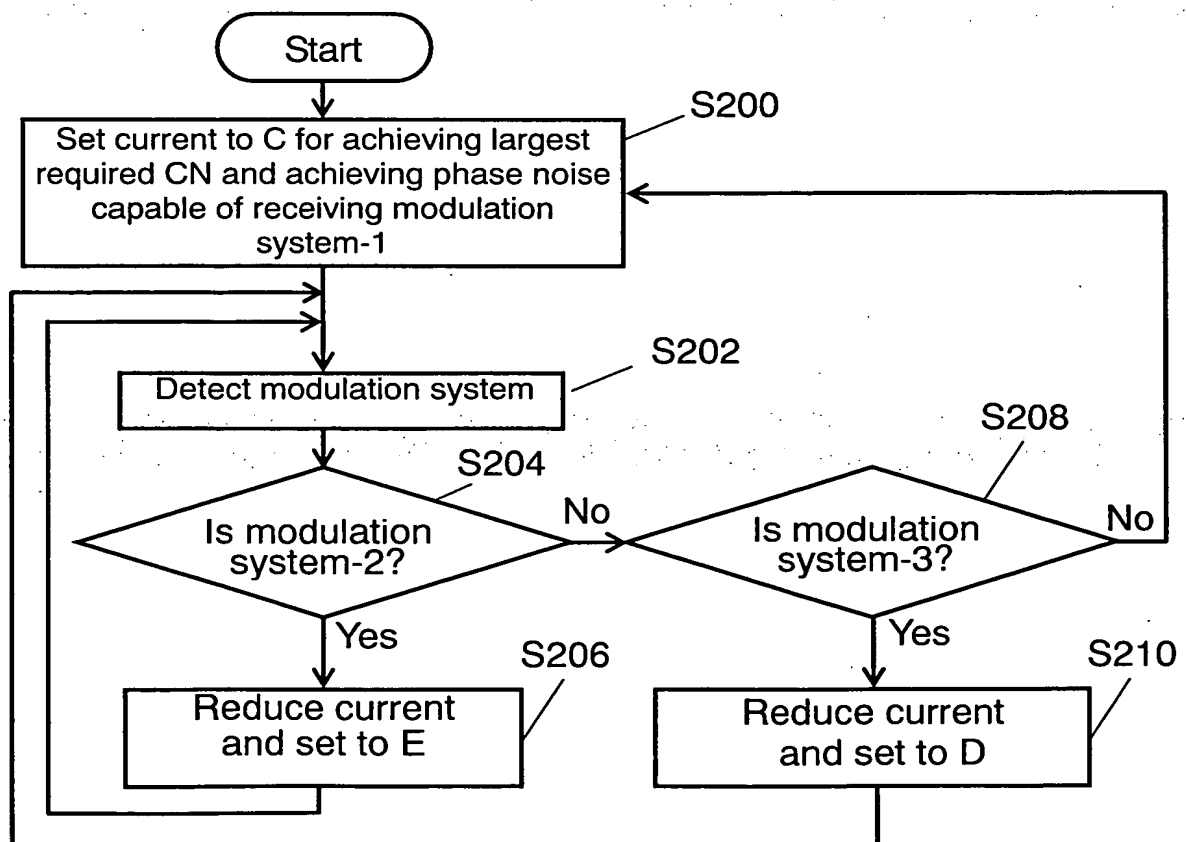 Start
S200
Set current to C for achieving largest
required CN and achieving phase noise
capable of receiving modulation
system-1
S202
Detect modulation system
S204
S208
Is modulation
system-2?
No
Is modulation
system-3?
No
Yes
Yes
S206
S210
Reduce current
and set to E
Reduce current
and set to D